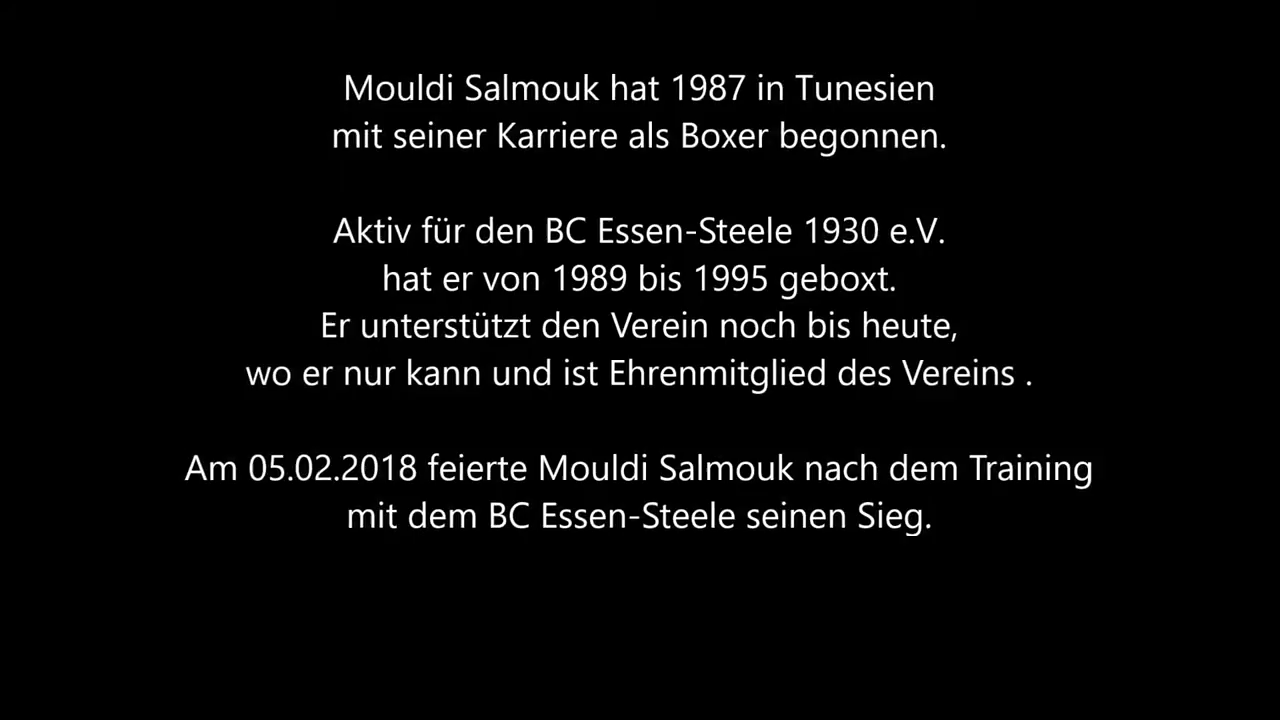 Mouldi Salmouk hat 1987 in Tunesien
mit seiner Karriere als Boxer begonnen.
Aktiv für den BC Essen-Steele 1930 e.V.
hat er von 1989 bis 1995 geboxt.
Er unterstützt den Verein noch bis heute,
wo er nur kann und ist Ehrenmitglied des Vereins .
Am 05.02.2018 feierte Mouldi Salmouk nach dem Training
mit dem BC Essen-Steele seinen Sieg.